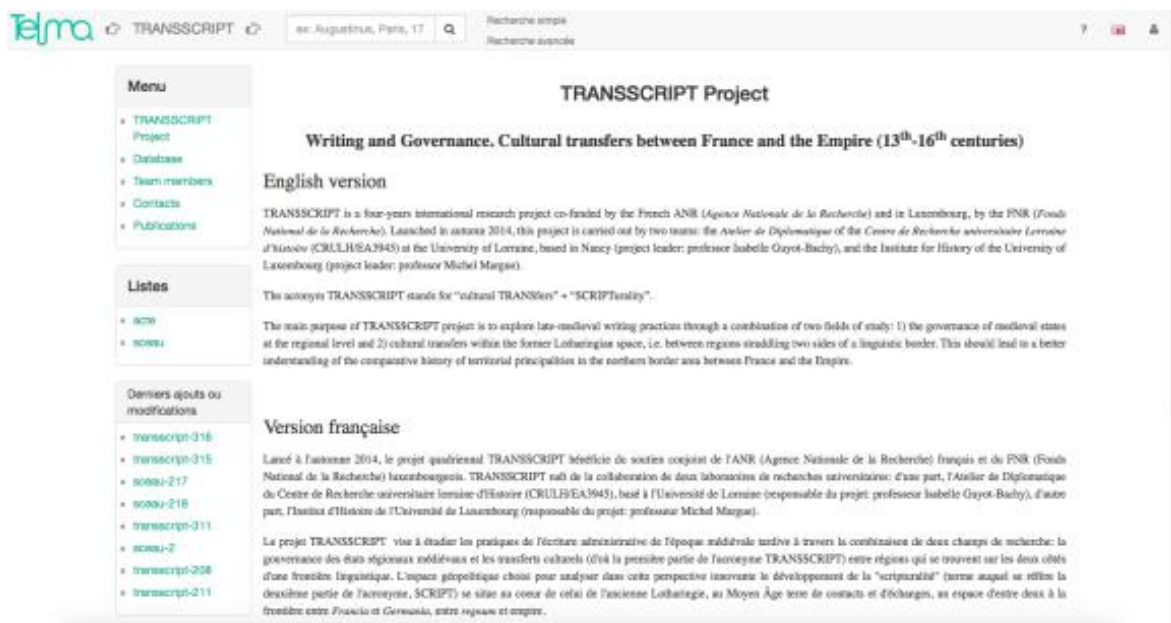 Telma TRANSSCRIPT
ex: Augustinus, Paris, 17
Recherche simple
Recherche avancée
?
Menu
TRANSSCRIPT
Project
Database
Team members
Contacts
Publications
Listes
acte
sceau
Derniers ajouts ou
modifications
transscript-316
transscript-315
sceau-217
sceau-218
transscript-311
sceau-2
transscript-208
transscript-211
TRANSSCRIPT Project
Writing and Governance. Cultural transfers between France and the Empire (13th-16th centuries)
English version
TRANSSCRIPT is a four-years international research project co-funded by the French ANR (Agence Nationale de la Recherche) and in Luxembourg, by the FNR (Fonds
National de la Recherche). Launched in autumn 2014, this project is carried out by two teams: the Atelier de Diplomatique of the Centre de Recherche universitaire Lorraine
d'histoire (CRULH/EA3945) at the University of Lorraine, based in Nancy (project leader: professor Isabelle Guyot-Bachy), and the Institute for History of the University of
Luxembourg (project leader: professor Michel Margue).
The acronym TRANSSCRIPT stands for "cultural TRANSfers" + "SCRIPTurality".
The main purpose of TRANSSCRIPT project is to explore late-medieval writing practices through a combination of two fields of study: 1) the governance of medieval states
at the regional level and 2) cultural transfers within the former Lotharingian space, i.e. between regions straddling two sides of a linguistic border. This should lead to a better
understanding of the comparative history of territorial principalities in the northern border area between France and the Empire.
Version française
Lancé à l'automne 2014, le projet quadriennal TRANSSCRIPT bénéficie du soutien conjoint de l'ANR (Agence Nationale de la Recherche) français et du FNR (Fonds
National de la Recherche) luxembourgeois. TRANSSCRIPT naît de la collaboration de deux laboratoires de recherches universitaires: d'une part, l'Atelier de Diplomatique
du Centre de Recherche universitaire lorraine d'Histoire (CRULH/EA3945), basé à l'Université de Lorraine (responsable du projet: professeur Isabelle Guyot-Bachy), d'autre
part, l'Institut d'Histoire de l'Université de Luxembourg (responsable du projet: professeur Michel Margue).
Le projet TRANSSCRIPT vise à étudier les pratiques de l'écriture administrative de l'époque médiévale tardive à travers la combinaison de deux champs de recherche: la
gouvernance des états régionaux médiévaux et les transferts culturels (d'où la première partie de l'acronyme TRANSSCRIPT) entre régions qui se trouvent sur les deux côtés
d'une frontière linguistique. L'espace géopolitique choisi pour analyser dans cette perspective innovante le développement de la "scripturalité" (terme auquel se réfère la
deuxième partie de l'acronyme, SCRIPT) se situe au coeur de celui de l'ancienne Lotharingie, au Moyen Âge terre de contacts et d'échanges, un espace d'entre deux à la
frontière entre Francia et Germania, entre regnum et empire.